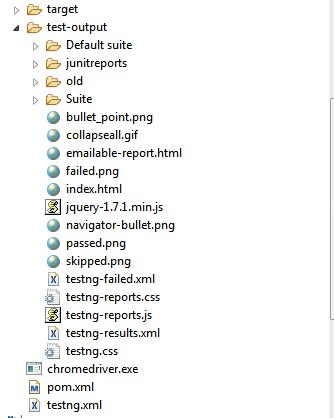 target
test-output
Default suite
junitreports
old
Suite
bullet_point.png
collapseall.gif
emailable-report.html
failed.png
index.html
jquery-1.7.1.min.js
navigator-bullet.png
passed.png
skipped.png
testng-failed.xml
testng-reports.css
testng-reports.js
testng-results.xml
testng.css
chromedriver.exe
pom.xml
testng.xml